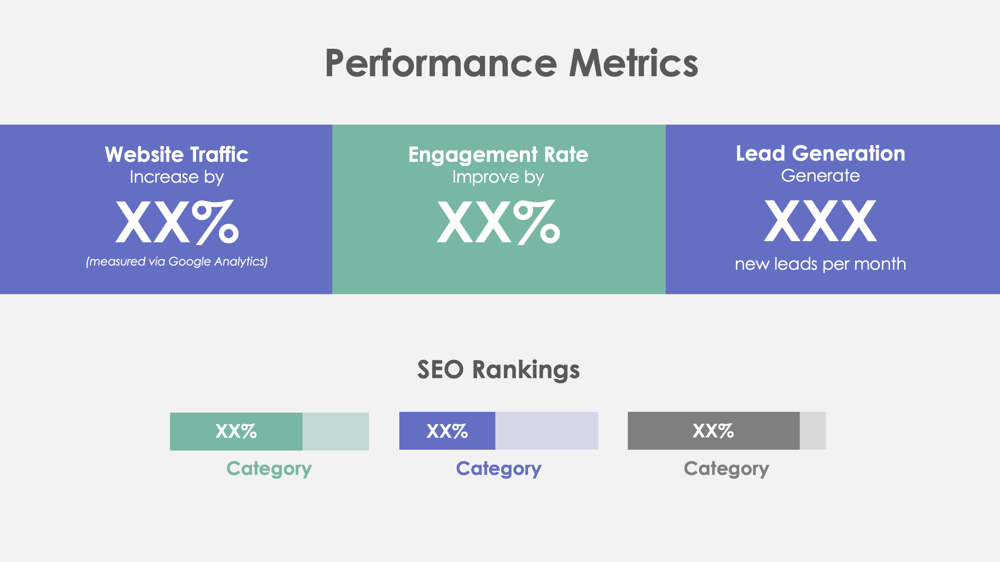 Performance Metrics
Website Traffic
Increase by
XX%
(measured via Google Analytics)
Engagement Rate
Improve by
XX%
Lead Generation
Generate
XXX
new leads per month
SEO Rankings
XX%
Category
XX%
Category
XX%
Category